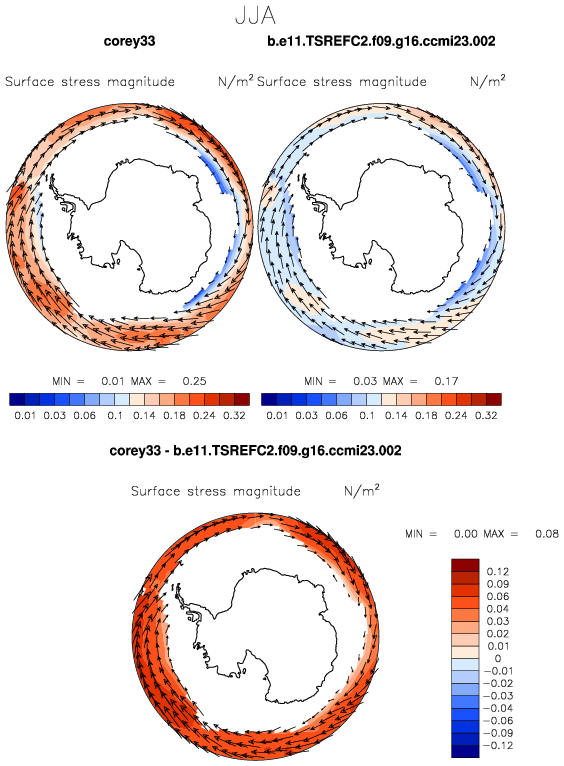 JJA
corey33 b.e11.TSREFC2.f09.g16.ccmi23.002
Surface stress magnitude N/m² Surface stress magnitude N/m²
MIN = 0.01 MAX = 0.25 MIN = 0.03 MAX = 0.17
0.01 0.03 0.06 0.1 0.14 0.18 0.24 0.32 0.01 0.03 0.06 0.1 0.14 0.18 0.24 0.32
corey33 - b.e11.TSREFC2.f09.g16.ccmi23.002
Surface stress magnitude N/m²
MIN = 0.00 MAX = 0.08
0.12
0.09
0.06
0.04
0.03
0.02
0.01
0
-0.01
-0.02
-0.03
-0.04
-0.06
-0.09
-0.12